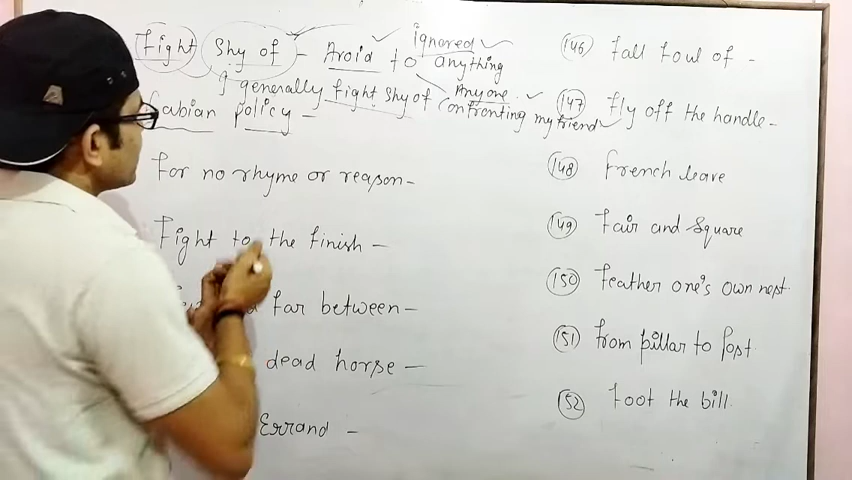 Fight Shy of - Avoid to anything
ignored
Anyone.
I generally fight shy of confronting my friend
Fabian policy -
For no rhyme or reason -
Fight to the finish -
far between -
dead horse -
Errand -
146 Fall foul of -
147 Fly off the handle -
148 French leave
149 Fair and Square
150 Feather one's own nest.
151 From pillar to Post
52 Foot the bill.